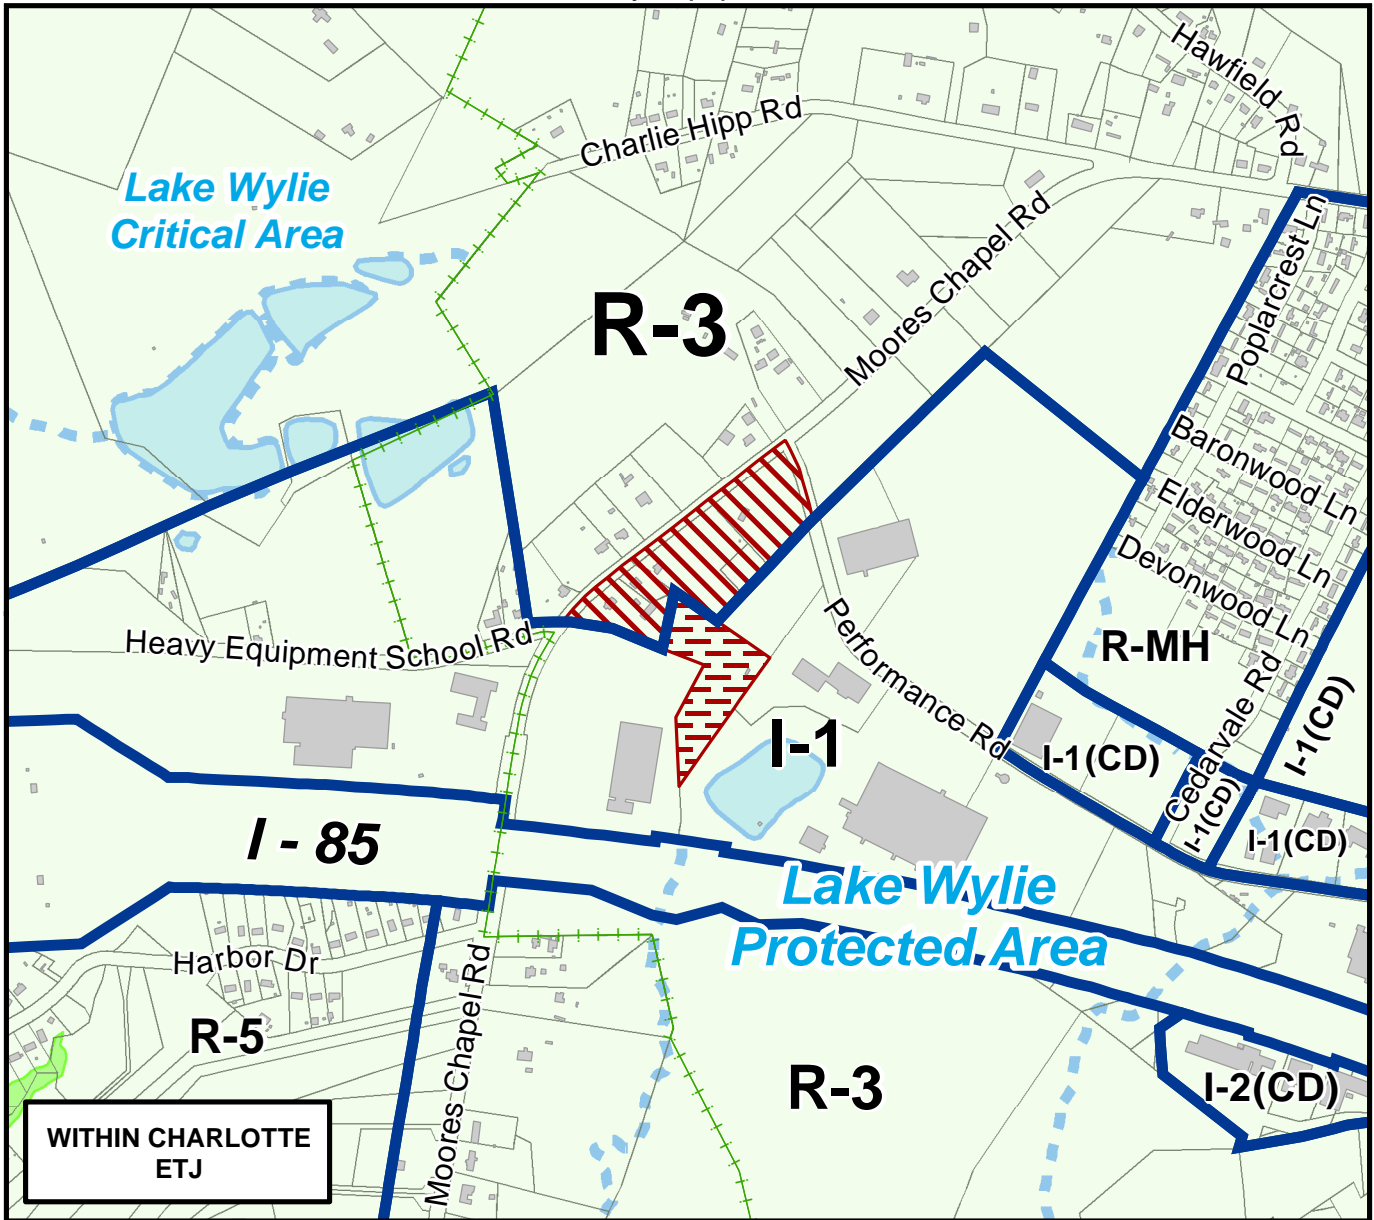 Hawfield Rd
Charlie Hipp Rd
Lake Wylie
Critical Area
Moores Chapel Rd
Poplarcrest Ln
R-3
Baronwood Ln
Elderwood Ln
Devonwood Ln
Heavy Equipment School Rd
Performance Rd
R-MH
Cedarvale Rd
I-1(CD)
I-1
I-1(CD)
I-1(CD)
I-1(CD)
I - 85
Lake Wylie
Protected Area
Harbor Dr
Moores Chapel Rd
R-5
R-3
I-2(CD)
WITHIN CHARLOTTE
ETJ